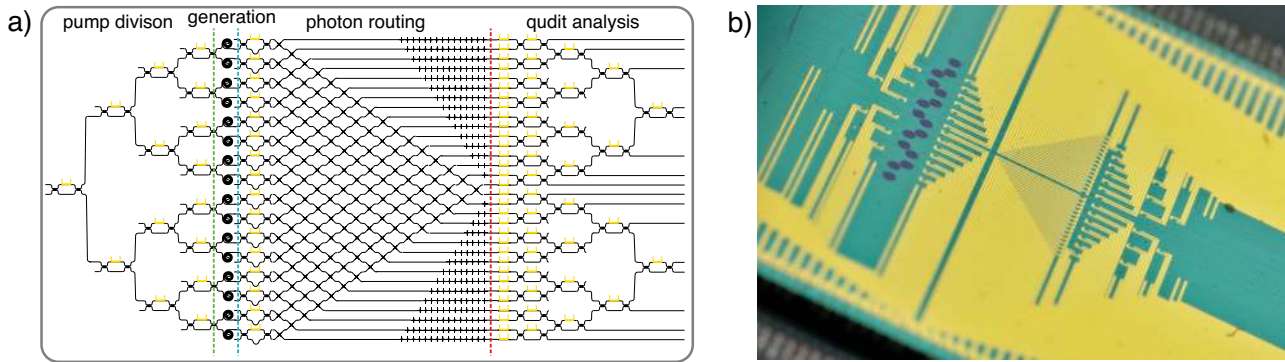 a)
pump divison
generation
photon routing
qudit analysis
b)